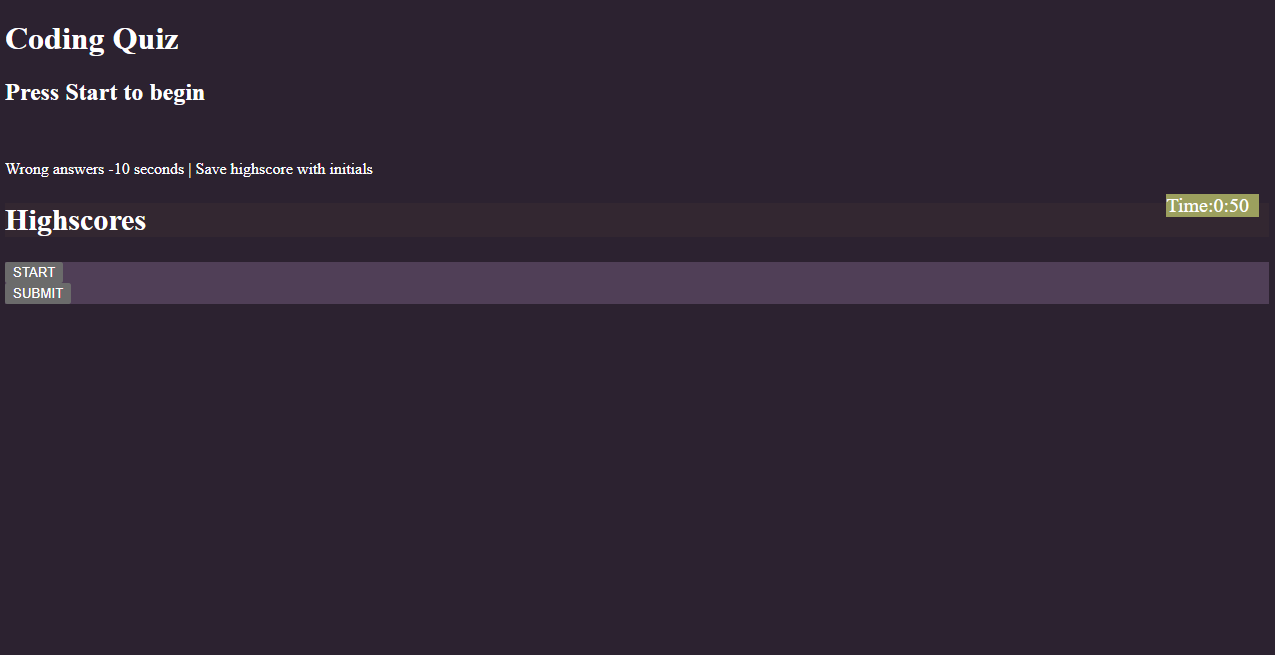 Coding Quiz
Press Start to begin
Wrong answers -10 seconds | Save highscore with initials
Time:0:50
Highscores
START
SUBMIT